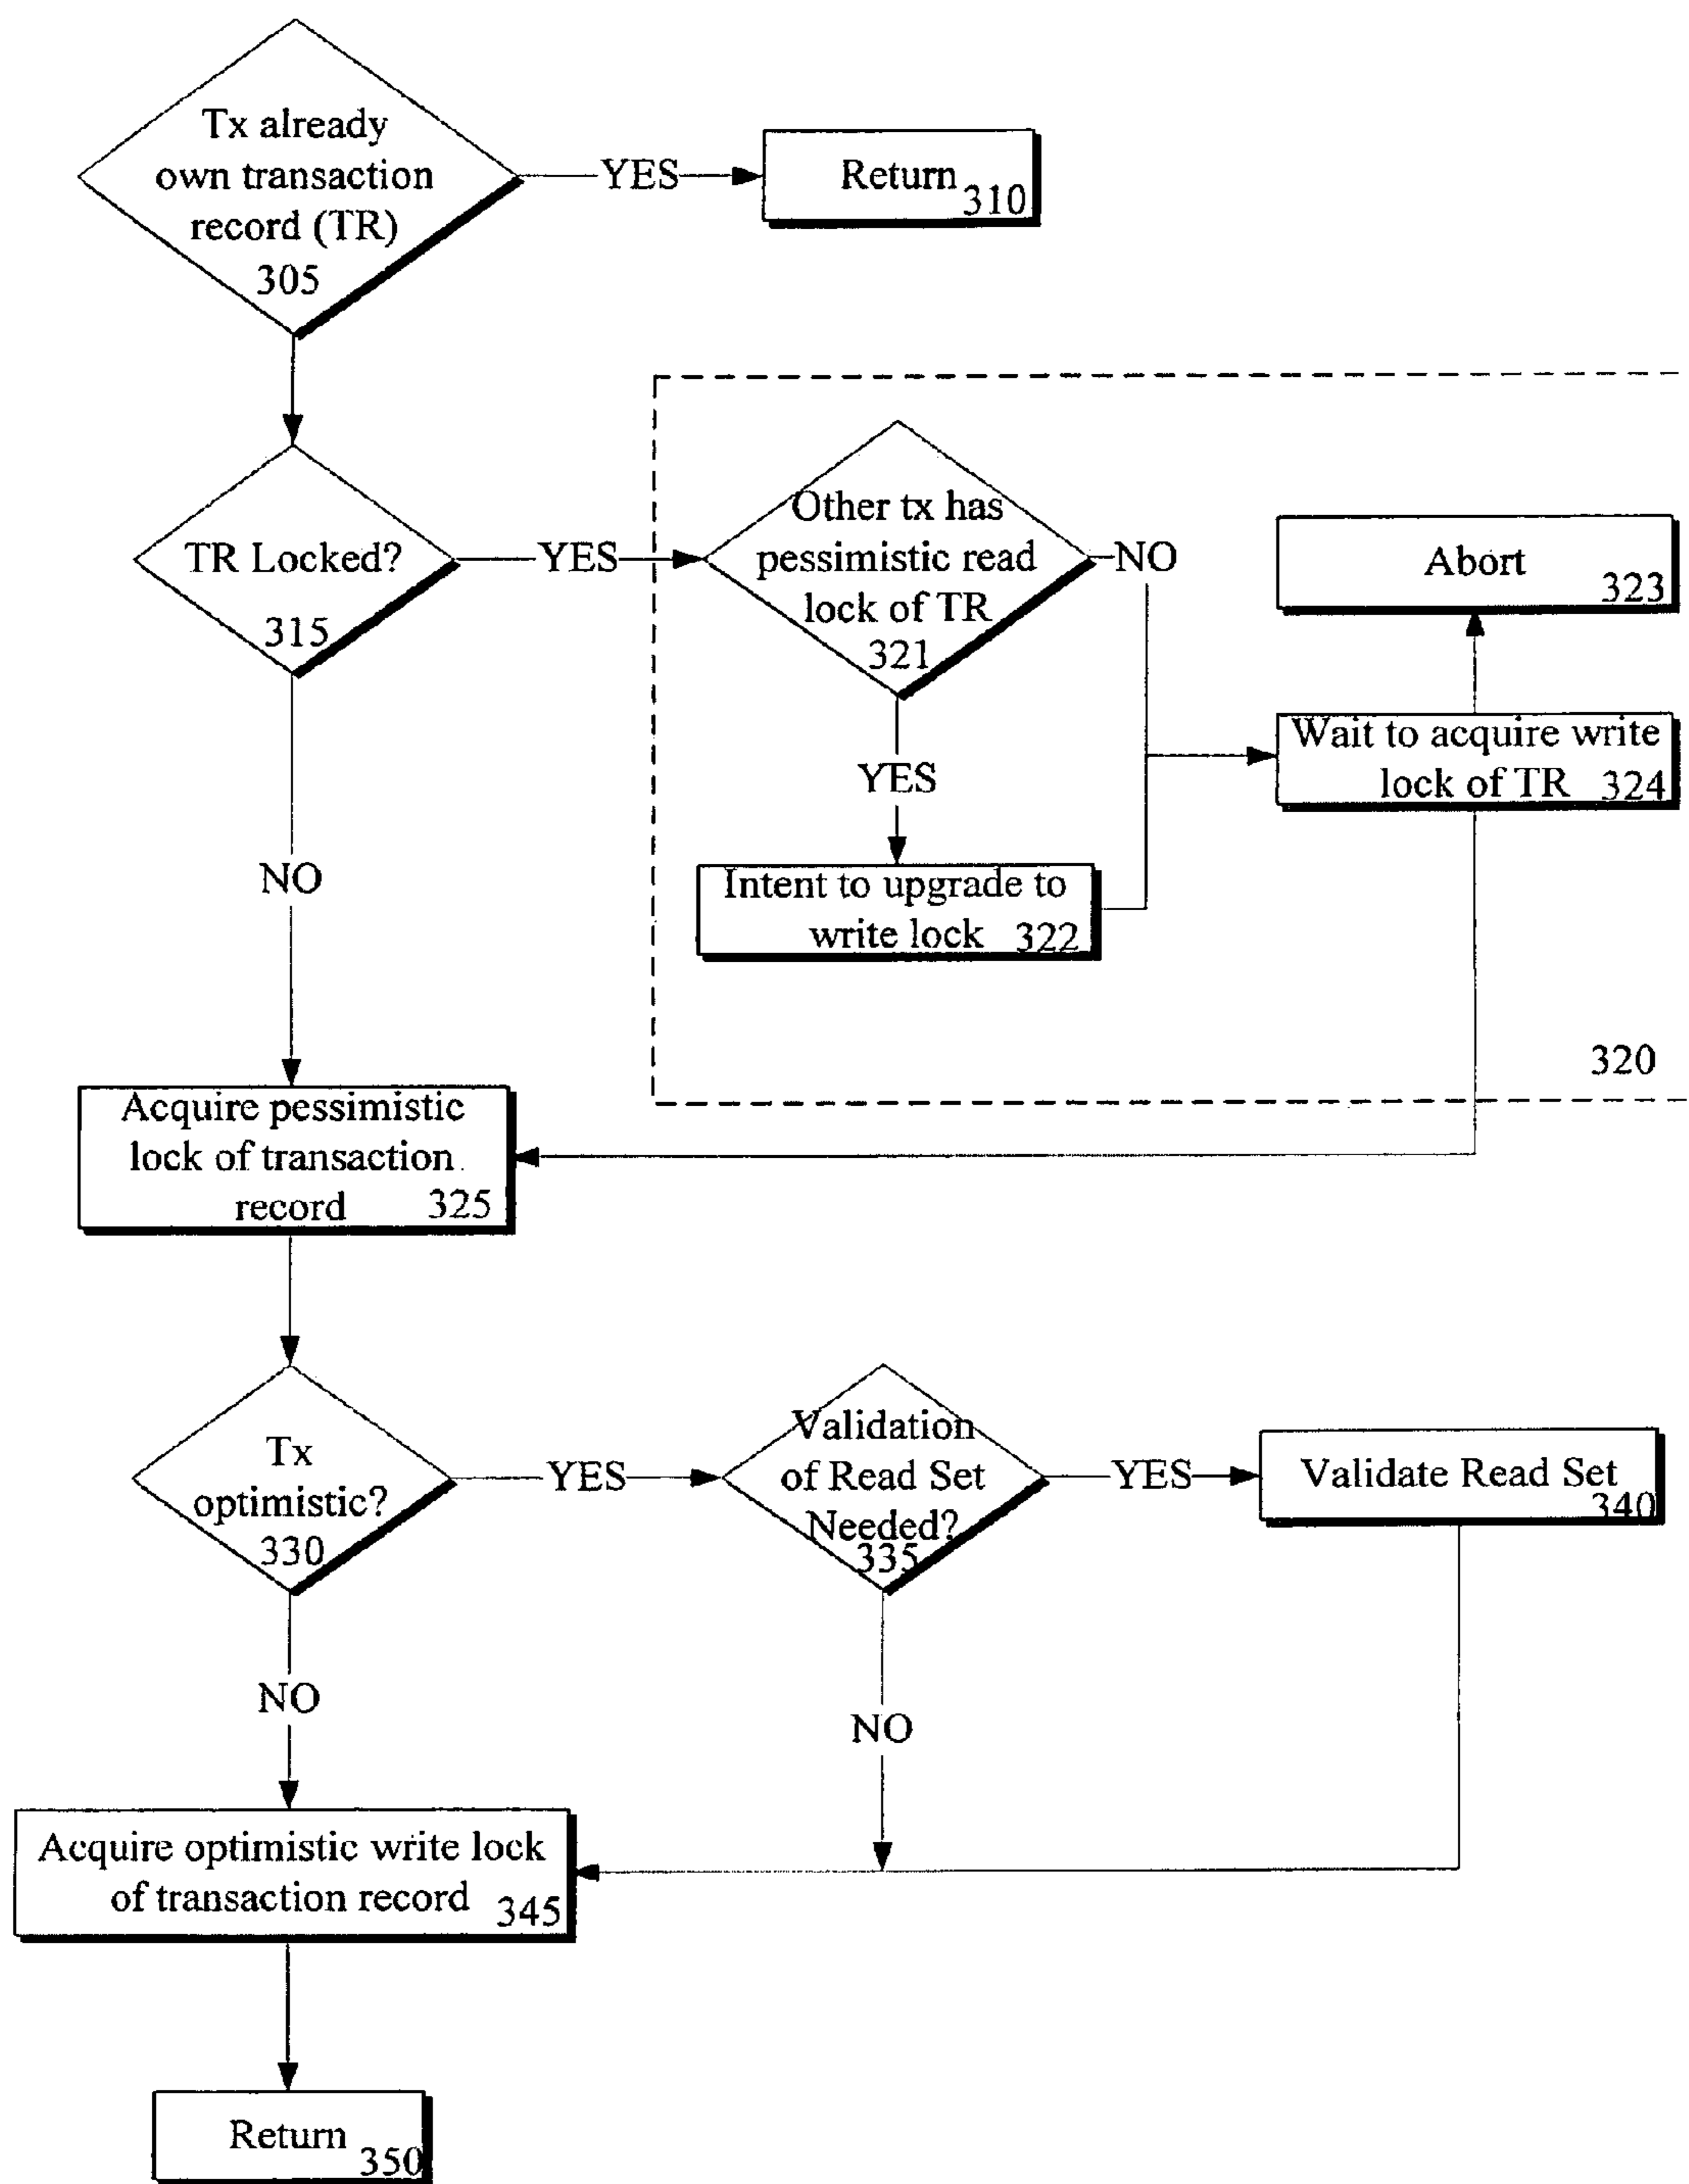 Tx already
own transaction
record (TR)
305
YES
Return
310
TR Locked?
315
YES
Other tx has
pessimistic read
lock of TR
321
NO
Abort
323
YES
Wait to acquire write
lock of TR 324
Intent to upgrade to
write lock 322
NO
320
Acquire pessimistic
lock of transaction
record 325
Tx
optimistic?
330
YES
Validation
of Read Set
Needed?
335
YES
Validate Read Set
340
NO
NO
Acquire optimistic write lock
of transaction record 345
Return
350